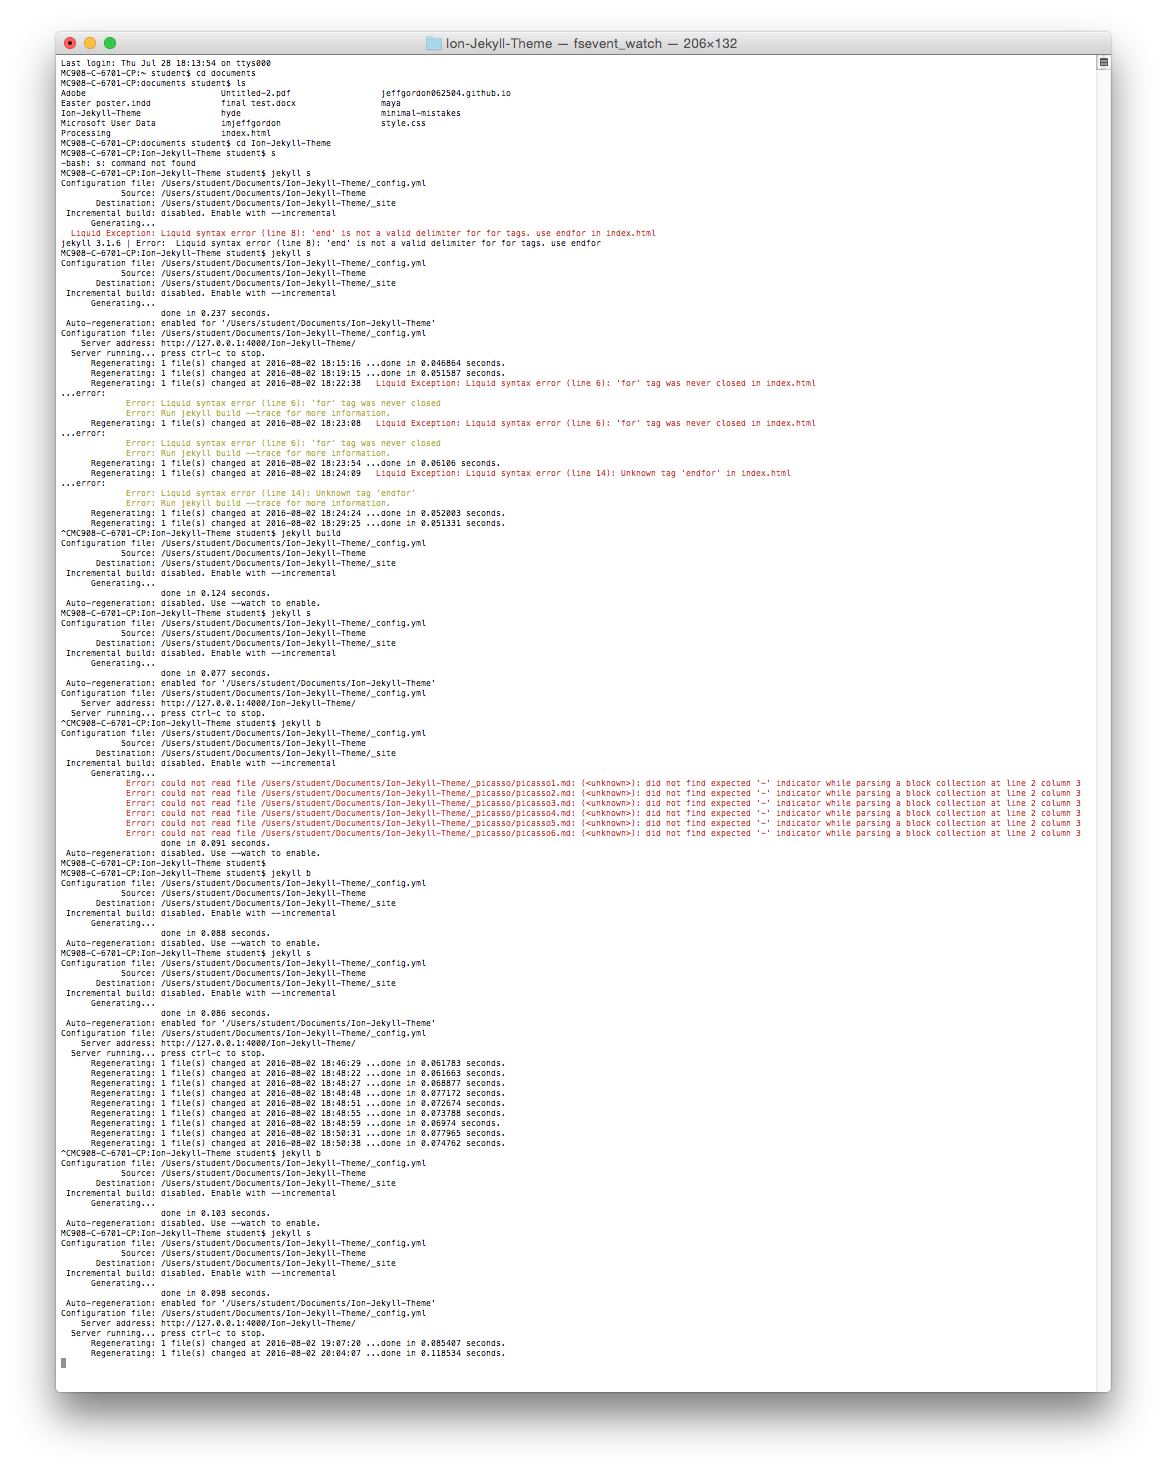 Ion-Jekyll-Theme — fsevent_watch — 206×132
Last login: Thu Jul 28 18:13:54 on ttys000
MC908-C-6701-CP:~ student$ cd documents
MC908-C-6701-CP:documents student$ ls
Adobe Untitled-2.pdf jeffgordon062504.github.io
Easter poster.indd final test.docx maya
Ion-Jekyll-Theme hyde minimal-mistakes
Microsoft User Data imjeffgordon style.css
Processing index.html
MC908-C-6701-CP:documents student$ cd Ion-Jekyll-Theme
MC908-C-6701-CP:Ion-Jekyll-Theme student$ s
-bash: s: command not found
MC908-C-6701-CP:Ion-Jekyll-Theme student$ jekyll s
Configuration file: /Users/student/Documents/Ion-Jekyll-Theme/_config.yml
Source: /Users/student/Documents/Ion-Jekyll-Theme
Destination: /Users/student/Documents/Ion-Jekyll-Theme/_site
Incremental build: disabled. Enable with --incremental
Generating...
Liquid Exception: Liquid syntax error (line 8): 'end' is not a valid delimiter for for tags. use endfor in index.html
jekyll 3.1.6 | Error:  Liquid syntax error (line 8): 'end' is not a valid delimiter for for tags. use endfor
MC908-C-6701-CP:Ion-Jekyll-Theme student$ jekyll s
Configuration file: /Users/student/Documents/Ion-Jekyll-Theme/_config.yml
Source: /Users/student/Documents/Ion-Jekyll-Theme
Destination: /Users/student/Documents/Ion-Jekyll-Theme/_site
Incremental build: disabled. Enable with --incremental
Generating...
done in 0.237 seconds.
Auto-regeneration: enabled for '/Users/student/Documents/Ion-Jekyll-Theme'
Configuration file: /Users/student/Documents/Ion-Jekyll-Theme/_config.yml
Server address: http://127.0.0.1:4000/Ion-Jekyll-Theme/
Server running... press ctrl-c to stop.
Regenerating: 1 file(s) changed at 2016-08-02 18:15:16 ...done in 0.046864 seconds.
Regenerating: 1 file(s) changed at 2016-08-02 18:19:15 ...done in 0.051587 seconds.
Regenerating: 1 file(s) changed at 2016-08-02 18:22:38   Liquid Exception: Liquid syntax error (line 6): 'for' tag was never closed in index.html
...error:
Error: Liquid syntax error (line 6): 'for' tag was never closed
Error: Run jekyll build --trace for more information.
Regenerating: 1 file(s) changed at 2016-08-02 18:23:08   Liquid Exception: Liquid syntax error (line 6): 'for' tag was never closed in index.html
...error:
Error: Liquid syntax error (line 6): 'for' tag was never closed
Error: Run jekyll build --trace for more information.
Regenerating: 1 file(s) changed at 2016-08-02 18:23:54 ...done in 0.06106 seconds.
Regenerating: 1 file(s) changed at 2016-08-02 18:24:09   Liquid Exception: Liquid syntax error (line 14): Unknown tag 'endfor' in index.html
...error:
Error: Liquid syntax error (line 14): Unknown tag 'endfor'
Error: Run jekyll build --trace for more information.
Regenerating: 1 file(s) changed at 2016-08-02 18:24:24 ...done in 0.052003 seconds.
Regenerating: 1 file(s) changed at 2016-08-02 18:29:25 ...done in 0.051331 seconds.
^CMC908-C-6701-CP:Ion-Jekyll-Theme student$ jekyll build
Configuration file: /Users/student/Documents/Ion-Jekyll-Theme/_config.yml
Source: /Users/student/Documents/Ion-Jekyll-Theme
Destination: /Users/student/Documents/Ion-Jekyll-Theme/_site
Incremental build: disabled. Enable with --incremental
Generating...
done in 0.124 seconds.
Auto-regeneration: disabled. Use --watch to enable.
MC908-C-6701-CP:Ion-Jekyll-Theme student$ jekyll s
Configuration file: /Users/student/Documents/Ion-Jekyll-Theme/_config.yml
Source: /Users/student/Documents/Ion-Jekyll-Theme
Destination: /Users/student/Documents/Ion-Jekyll-Theme/_site
Incremental build: disabled. Enable with --incremental
Generating...
done in 0.077 seconds.
Auto-regeneration: enabled for '/Users/student/Documents/Ion-Jekyll-Theme'
Configuration file: /Users/student/Documents/Ion-Jekyll-Theme/_config.yml
Server address: http://127.0.0.1:4000/Ion-Jekyll-Theme/
Server running... press ctrl-c to stop.
^CMC908-C-6701-CP:Ion-Jekyll-Theme student$ jekyll b
Configuration file: /Users/student/Documents/Ion-Jekyll-Theme/_config.yml
Source: /Users/student/Documents/Ion-Jekyll-Theme
Destination: /Users/student/Documents/Ion-Jekyll-Theme/_site
Incremental build: disabled. Enable with --incremental
Generating...
Error: could not read file /Users/student/Documents/Ion-Jekyll-Theme/_picasso/picasso1.md: (<unknown>): did not find expected '-' indicator while parsing a block collection at line 2 column 3
Error: could not read file /Users/student/Documents/Ion-Jekyll-Theme/_picasso/picasso2.md: (<unknown>): did not find expected '-' indicator while parsing a block collection at line 2 column 3
Error: could not read file /Users/student/Documents/Ion-Jekyll-Theme/_picasso/picasso3.md: (<unknown>): did not find expected '-' indicator while parsing a block collection at line 2 column 3
Error: could not read file /Users/student/Documents/Ion-Jekyll-Theme/_picasso/picasso4.md: (<unknown>): did not find expected '-' indicator while parsing a block collection at line 2 column 3
Error: could not read file /Users/student/Documents/Ion-Jekyll-Theme/_picasso/picasso5.md: (<unknown>): did not find expected '-' indicator while parsing a block collection at line 2 column 3
Error: could not read file /Users/student/Documents/Ion-Jekyll-Theme/_picasso/picasso6.md: (<unknown>): did not find expected '-' indicator while parsing a block collection at line 2 column 3
done in 0.091 seconds.
Auto-regeneration: disabled. Use --watch to enable.
MC908-C-6701-CP:Ion-Jekyll-Theme student$
MC908-C-6701-CP:Ion-Jekyll-Theme student$ jekyll b
Configuration file: /Users/student/Documents/Ion-Jekyll-Theme/_config.yml
Source: /Users/student/Documents/Ion-Jekyll-Theme
Destination: /Users/student/Documents/Ion-Jekyll-Theme/_site
Incremental build: disabled. Enable with --incremental
Generating...
done in 0.088 seconds.
Auto-regeneration: disabled. Use --watch to enable.
MC908-C-6701-CP:Ion-Jekyll-Theme student$ jekyll s
Configuration file: /Users/student/Documents/Ion-Jekyll-Theme/_config.yml
Source: /Users/student/Documents/Ion-Jekyll-Theme
Destination: /Users/student/Documents/Ion-Jekyll-Theme/_site
Incremental build: disabled. Enable with --incremental
Generating...
done in 0.086 seconds.
Auto-regeneration: enabled for '/Users/student/Documents/Ion-Jekyll-Theme'
Configuration file: /Users/student/Documents/Ion-Jekyll-Theme/_config.yml
Server address: http://127.0.0.1:4000/Ion-Jekyll-Theme/
Server running... press ctrl-c to stop.
Regenerating: 1 file(s) changed at 2016-08-02 18:46:29 ...done in 0.061783 seconds.
Regenerating: 1 file(s) changed at 2016-08-02 18:48:22 ...done in 0.061663 seconds.
Regenerating: 1 file(s) changed at 2016-08-02 18:48:27 ...done in 0.068877 seconds.
Regenerating: 1 file(s) changed at 2016-08-02 18:48:48 ...done in 0.077172 seconds.
Regenerating: 1 file(s) changed at 2016-08-02 18:48:51 ...done in 0.072674 seconds.
Regenerating: 1 file(s) changed at 2016-08-02 18:48:55 ...done in 0.073788 seconds.
Regenerating: 1 file(s) changed at 2016-08-02 18:48:59 ...done in 0.06974 seconds.
Regenerating: 1 file(s) changed at 2016-08-02 18:50:31 ...done in 0.077965 seconds.
Regenerating: 1 file(s) changed at 2016-08-02 18:50:38 ...done in 0.074762 seconds.
^CMC908-C-6701-CP:Ion-Jekyll-Theme student$ jekyll b
Configuration file: /Users/student/Documents/Ion-Jekyll-Theme/_config.yml
Source: /Users/student/Documents/Ion-Jekyll-Theme
Destination: /Users/student/Documents/Ion-Jekyll-Theme/_site
Incremental build: disabled. Enable with --incremental
Generating...
done in 0.103 seconds.
Auto-regeneration: disabled. Use --watch to enable.
MC908-C-6701-CP:Ion-Jekyll-Theme student$ jekyll s
Configuration file: /Users/student/Documents/Ion-Jekyll-Theme/_config.yml
Source: /Users/student/Documents/Ion-Jekyll-Theme
Destination: /Users/student/Documents/Ion-Jekyll-Theme/_site
Incremental build: disabled. Enable with --incremental
Generating...
done in 0.098 seconds.
Auto-regeneration: enabled for '/Users/student/Documents/Ion-Jekyll-Theme'
Configuration file: /Users/student/Documents/Ion-Jekyll-Theme/_config.yml
Server address: http://127.0.0.1:4000/Ion-Jekyll-Theme/
Server running... press ctrl-c to stop.
Regenerating: 1 file(s) changed at 2016-08-02 19:07:20 ...done in 0.085407 seconds.
Regenerating: 1 file(s) changed at 2016-08-02 20:04:07 ...done in 0.118534 seconds.